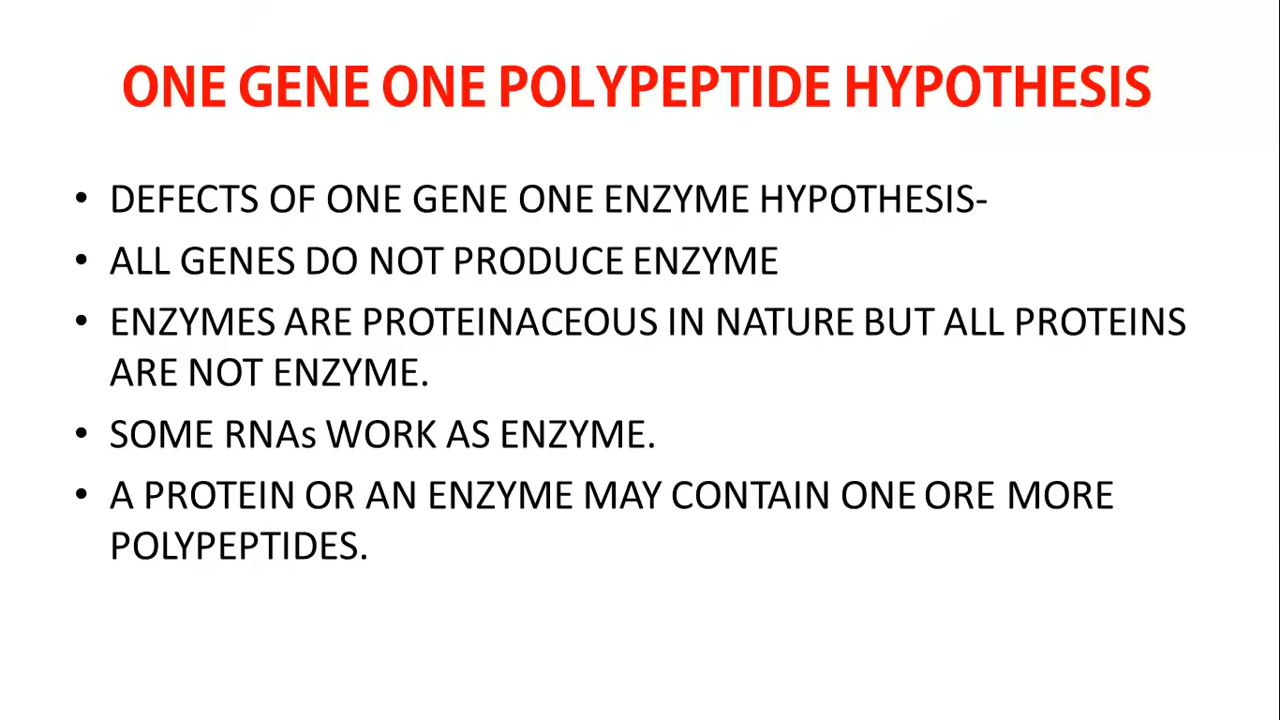 ONE GENE ONE POLYPEPTIDE HYPOTHESIS
• DEFECTS OF ONE GENE ONE ENZYME HYPOTHESIS-
• ALL GENES DO NOT PRODUCE ENZYME
• ENZYMES ARE PROTEINACEOUS IN NATURE BUT ALL PROTEINS
ARE NOT ENZYME.
• SOME RNAs WORK AS ENZYME.
• A PROTEIN OR AN ENZYME MAY CONTAIN ONE ORE MORE
POLYPEPTIDES.